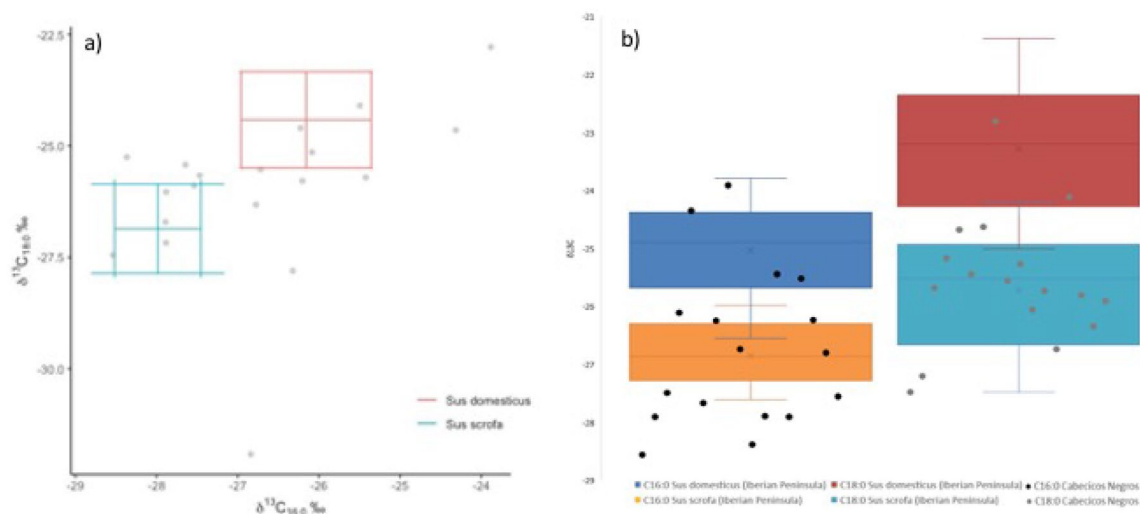 a)
-22.5
-25.0
-27.5
-30.0
δ¹³C₁₈:₀ ‰
Sus domesticus
Sus scrofa
-29 -28 -27 -26 -25 -24
δ¹³C₁₆:₀ ‰
b)
-21
-22
-23
-24
-25
-26
-27
-28
-29
δ13C
C16:0 Sus domesticus (Iberian Peninsula) C18:0 Sus domesticus (Iberian Peninsula) C16:0 Cabecicos Negros
C16:0 Sus scrofa (Iberian Peninsula) C18:0 Sus scrofa (Iberian Peninsula) C18:0 Cabecicos Negros